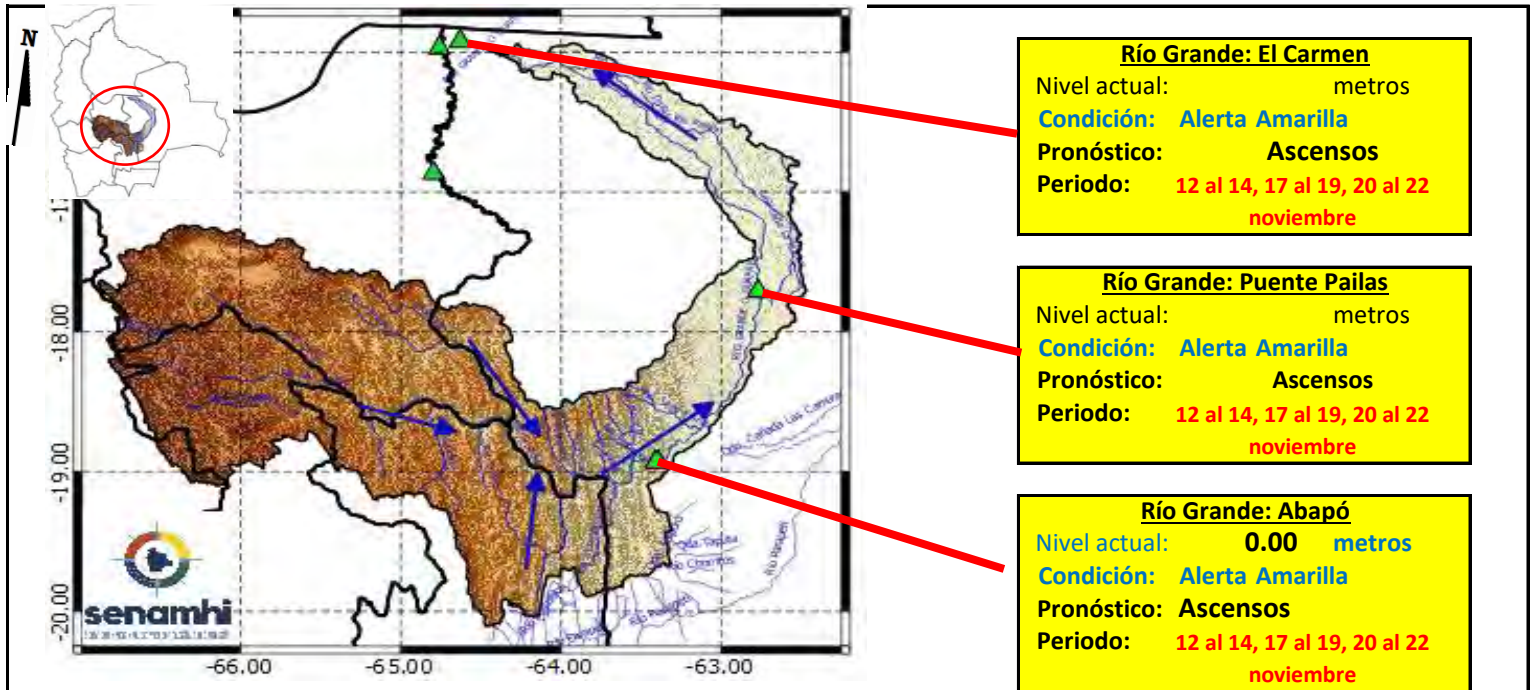 N
Río Grande: El Carmen
Nivel actual: metros
Condición: Alerta Amarilla
Pronóstico: Ascensos
Periodo: 12 al 14, 17 al 19, 20 al 22
noviembre
Río Grande: Puente Pailas
Nivel actual: metros
Condición: Alerta Amarilla
Pronóstico: Ascensos
Periodo: 12 al 14, 17 al 19, 20 al 22
noviembre
Río Grande: Abapó
Nivel actual: 0.00 metros
Condición: Alerta Amarilla
Pronóstico: Ascensos
Periodo: 12 al 14, 17 al 19, 20 al 22
noviembre
-18.00
-19.00
-20.00
-66.00
-65.00
-64.00
-63.00
senamhi